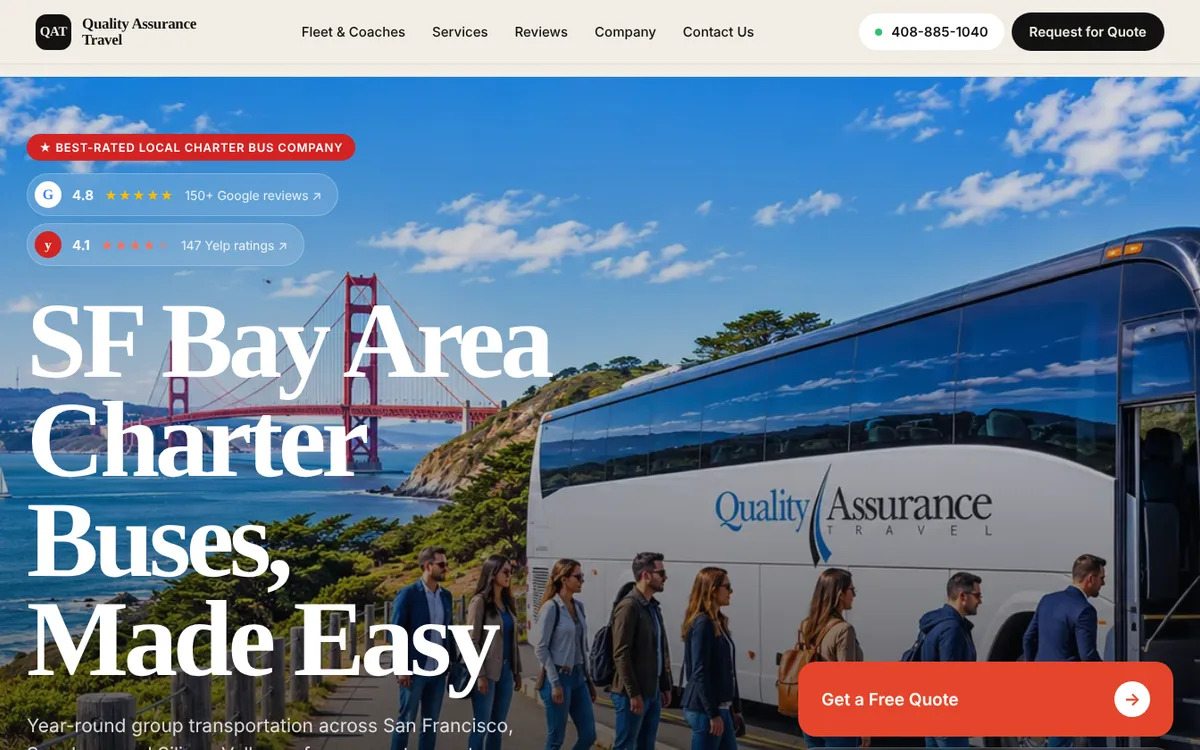 QAT
Quality Assurance
Travel
Fleet & Coaches
Services
Reviews
Company
Contact Us
408-885-1040
Request for Quote
★ BEST-RATED LOCAL CHARTER BUS COMPANY
G 4.8 ★★★★★ 150+ Google reviews ↗
y 4.1 ★★★★★ 147 Yelp ratings ↗
SF Bay Area
Charter
Buses,
Made Easy
Quality Assurance
TRAVEL
Year-round group transportation across San Francisco,
Get a Free Quote →